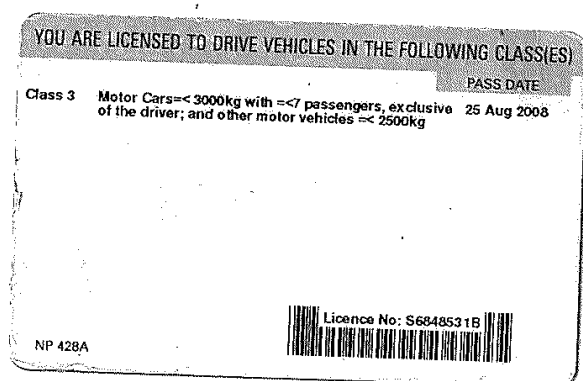 YOU ARE LICENSED TO DRIVE VEHICLES IN THE FOLLOWING CLASS(ES)
PASS DATE
Class 3 Motor Cars=< 3000kg with =<7 passengers, exclusive 25 Aug 2008
of the driver; and other motor vehicles =< 2500kg
Licence No: S6848531B
NP 428A